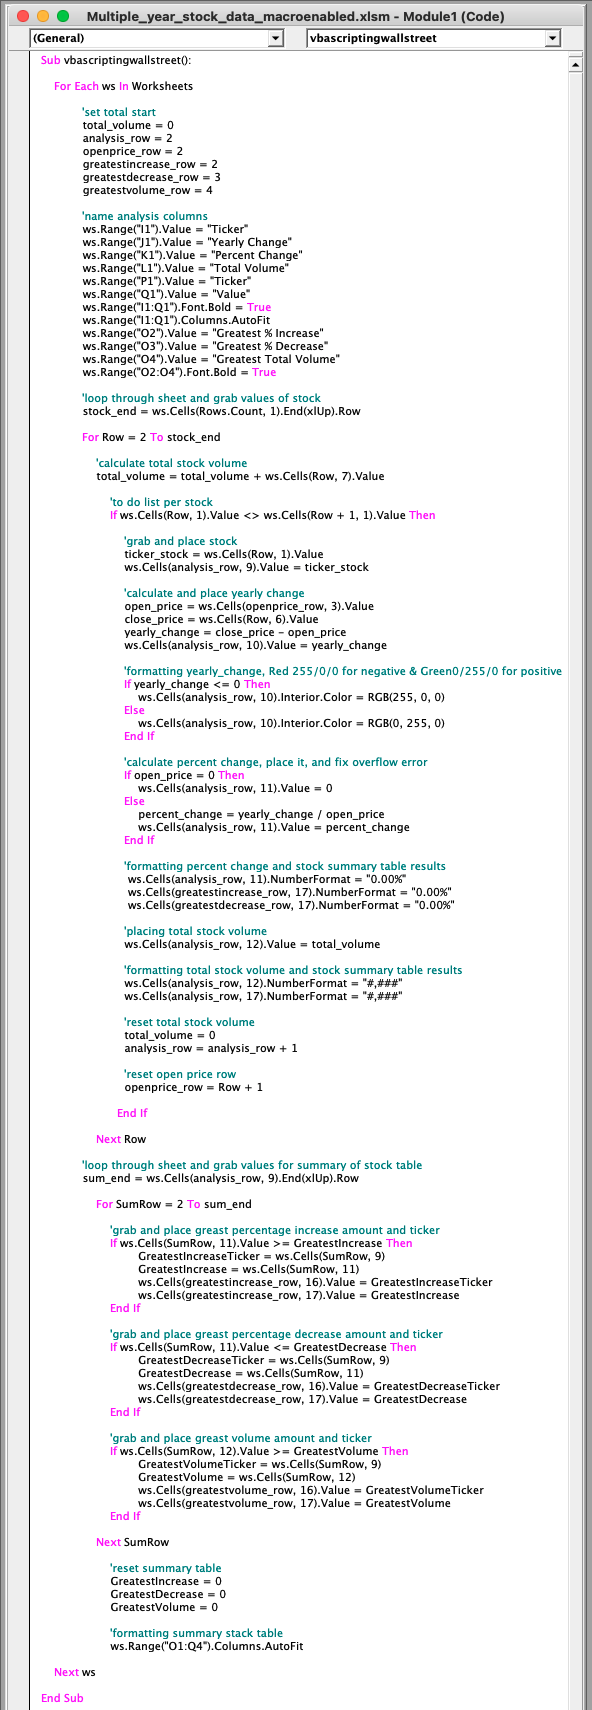 Multiple_year_stock_data_macroenabled.xlsm - Module1 (Code)
(General) vbascriptingwallstreet
Sub vbascriptingwallstreet():
For Each ws In Worksheets
'set total start
total_volume = 0
analysis_row = 2
openprice_row = 2
greatestincrease_row = 2
greatestdecrease_row = 3
greatestvolume_row = 4
'name analysis columns
ws.Range("I1").Value = "Ticker"
ws.Range("J1").Value = "Yearly Change"
ws.Range("K1").Value = "Percent Change"
ws.Range("L1").Value = "Total Volume"
ws.Range("P1").Value = "Ticker"
ws.Range("Q1").Value = "Value"
ws.Range("I1:Q1").Font.Bold = True
ws.Range("I1:Q1").Columns.AutoFit
ws.Range("O2").Value = "Greatest % Increase"
ws.Range("O3").Value = "Greatest % Decrease"
ws.Range("O4").Value = "Greatest Total Volume"
ws.Range("O2:O4").Font.Bold = True
'loop through sheet and grab values of stock
stock_end = ws.Cells(Rows.Count, 1).End(xlUp).Row
For Row = 2 To stock_end
'calculate total stock volume
total_volume = total_volume + ws.Cells(Row, 7).Value
'to do list per stock
If ws.Cells(Row, 1).Value <> ws.Cells(Row + 1, 1).Value Then
'grab and place stock
ticker_stock = ws.Cells(Row, 1).Value
ws.Cells(analysis_row, 9).Value = ticker_stock
'calculate and place yearly change
open_price = ws.Cells(openprice_row, 3).Value
close_price = ws.Cells(Row, 6).Value
yearly_change = close_price - open_price
ws.Cells(analysis_row, 10).Value = yearly_change
'formatting yearly_change, Red 255/0/0 for negative & Green0/255/0 for positive
If yearly_change <= 0 Then
ws.Cells(analysis_row, 10).Interior.Color = RGB(255, 0, 0)
Else
ws.Cells(analysis_row, 10).Interior.Color = RGB(0, 255, 0)
End If
'calculate percent change, place it, and fix overflow error
If open_price = 0 Then
ws.Cells(analysis_row, 11).Value = 0
Else
percent_change = yearly_change / open_price
ws.Cells(analysis_row, 11).Value = percent_change
End If
'formatting percent change and stock summary table results
ws.Cells(analysis_row, 11).NumberFormat = "0.00%"
ws.Cells(greatestincrease_row, 17).NumberFormat = "0.00%"
ws.Cells(greatestdecrease_row, 17).NumberFormat = "0.00%"
'placing total stock volume
ws.Cells(analysis_row, 12).Value = total_volume
'formatting total stock volume and stock summary table results
ws.Cells(analysis_row, 12).NumberFormat = "#,###"
ws.Cells(analysis_row, 17).NumberFormat = "#,###"
'reset total stock volume
total_volume = 0
analysis_row = analysis_row + 1
'reset open price row
openprice_row = Row + 1
End If
Next Row
'loop through sheet and grab values for summary of stock table
sum_end = ws.Cells(analysis_row, 9).End(xlUp).Row
For SumRow = 2 To sum_end
'grab and place greast percentage increase amount and ticker
If ws.Cells(SumRow, 11).Value >= GreatestIncrease Then
GreatestIncreaseTicker = ws.Cells(SumRow, 9)
GreatestIncrease = ws.Cells(SumRow, 11)
ws.Cells(greatestincrease_row, 16).Value = GreatestIncreaseTicker
ws.Cells(greatestincrease_row, 17).Value = GreatestIncrease
End If
'grab and place greast percentage decrease amount and ticker
If ws.Cells(SumRow, 11).Value <= GreatestDecrease Then
GreatestDecreaseTicker = ws.Cells(SumRow, 9)
GreatestDecrease = ws.Cells(SumRow, 11)
ws.Cells(greatestdecrease_row, 16).Value = GreatestDecreaseTicker
ws.Cells(greatestdecrease_row, 17).Value = GreatestDecrease
End If
'grab and place greast volume amount and ticker
If ws.Cells(SumRow, 12).Value >= GreatestVolume Then
GreatestVolumeTicker = ws.Cells(SumRow, 9)
GreatestVolume = ws.Cells(SumRow, 12)
ws.Cells(greatestvolume_row, 16).Value = GreatestVolumeTicker
ws.Cells(greatestvolume_row, 17).Value = GreatestVolume
End If
Next SumRow
'reset summary table
GreatestIncrease = 0
GreatestDecrease = 0
GreatestVolume = 0
'formatting summary stack table
ws.Range("O1:Q4").Columns.AutoFit
Next ws
End Sub